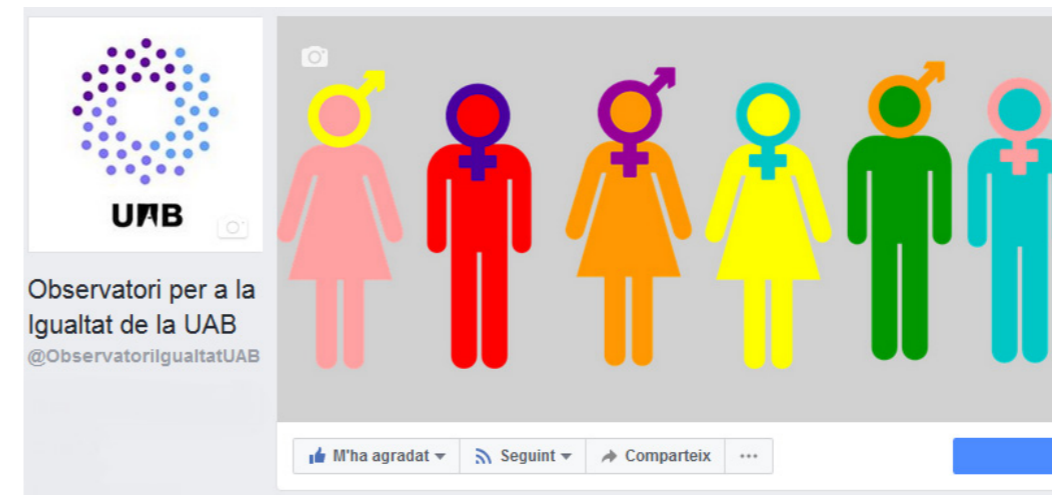 UAB
Observatori per a la
Igualtat de la UAB
@ObservatoriIgualtatUAB
M'ha agradat
Seguint
Comparteix